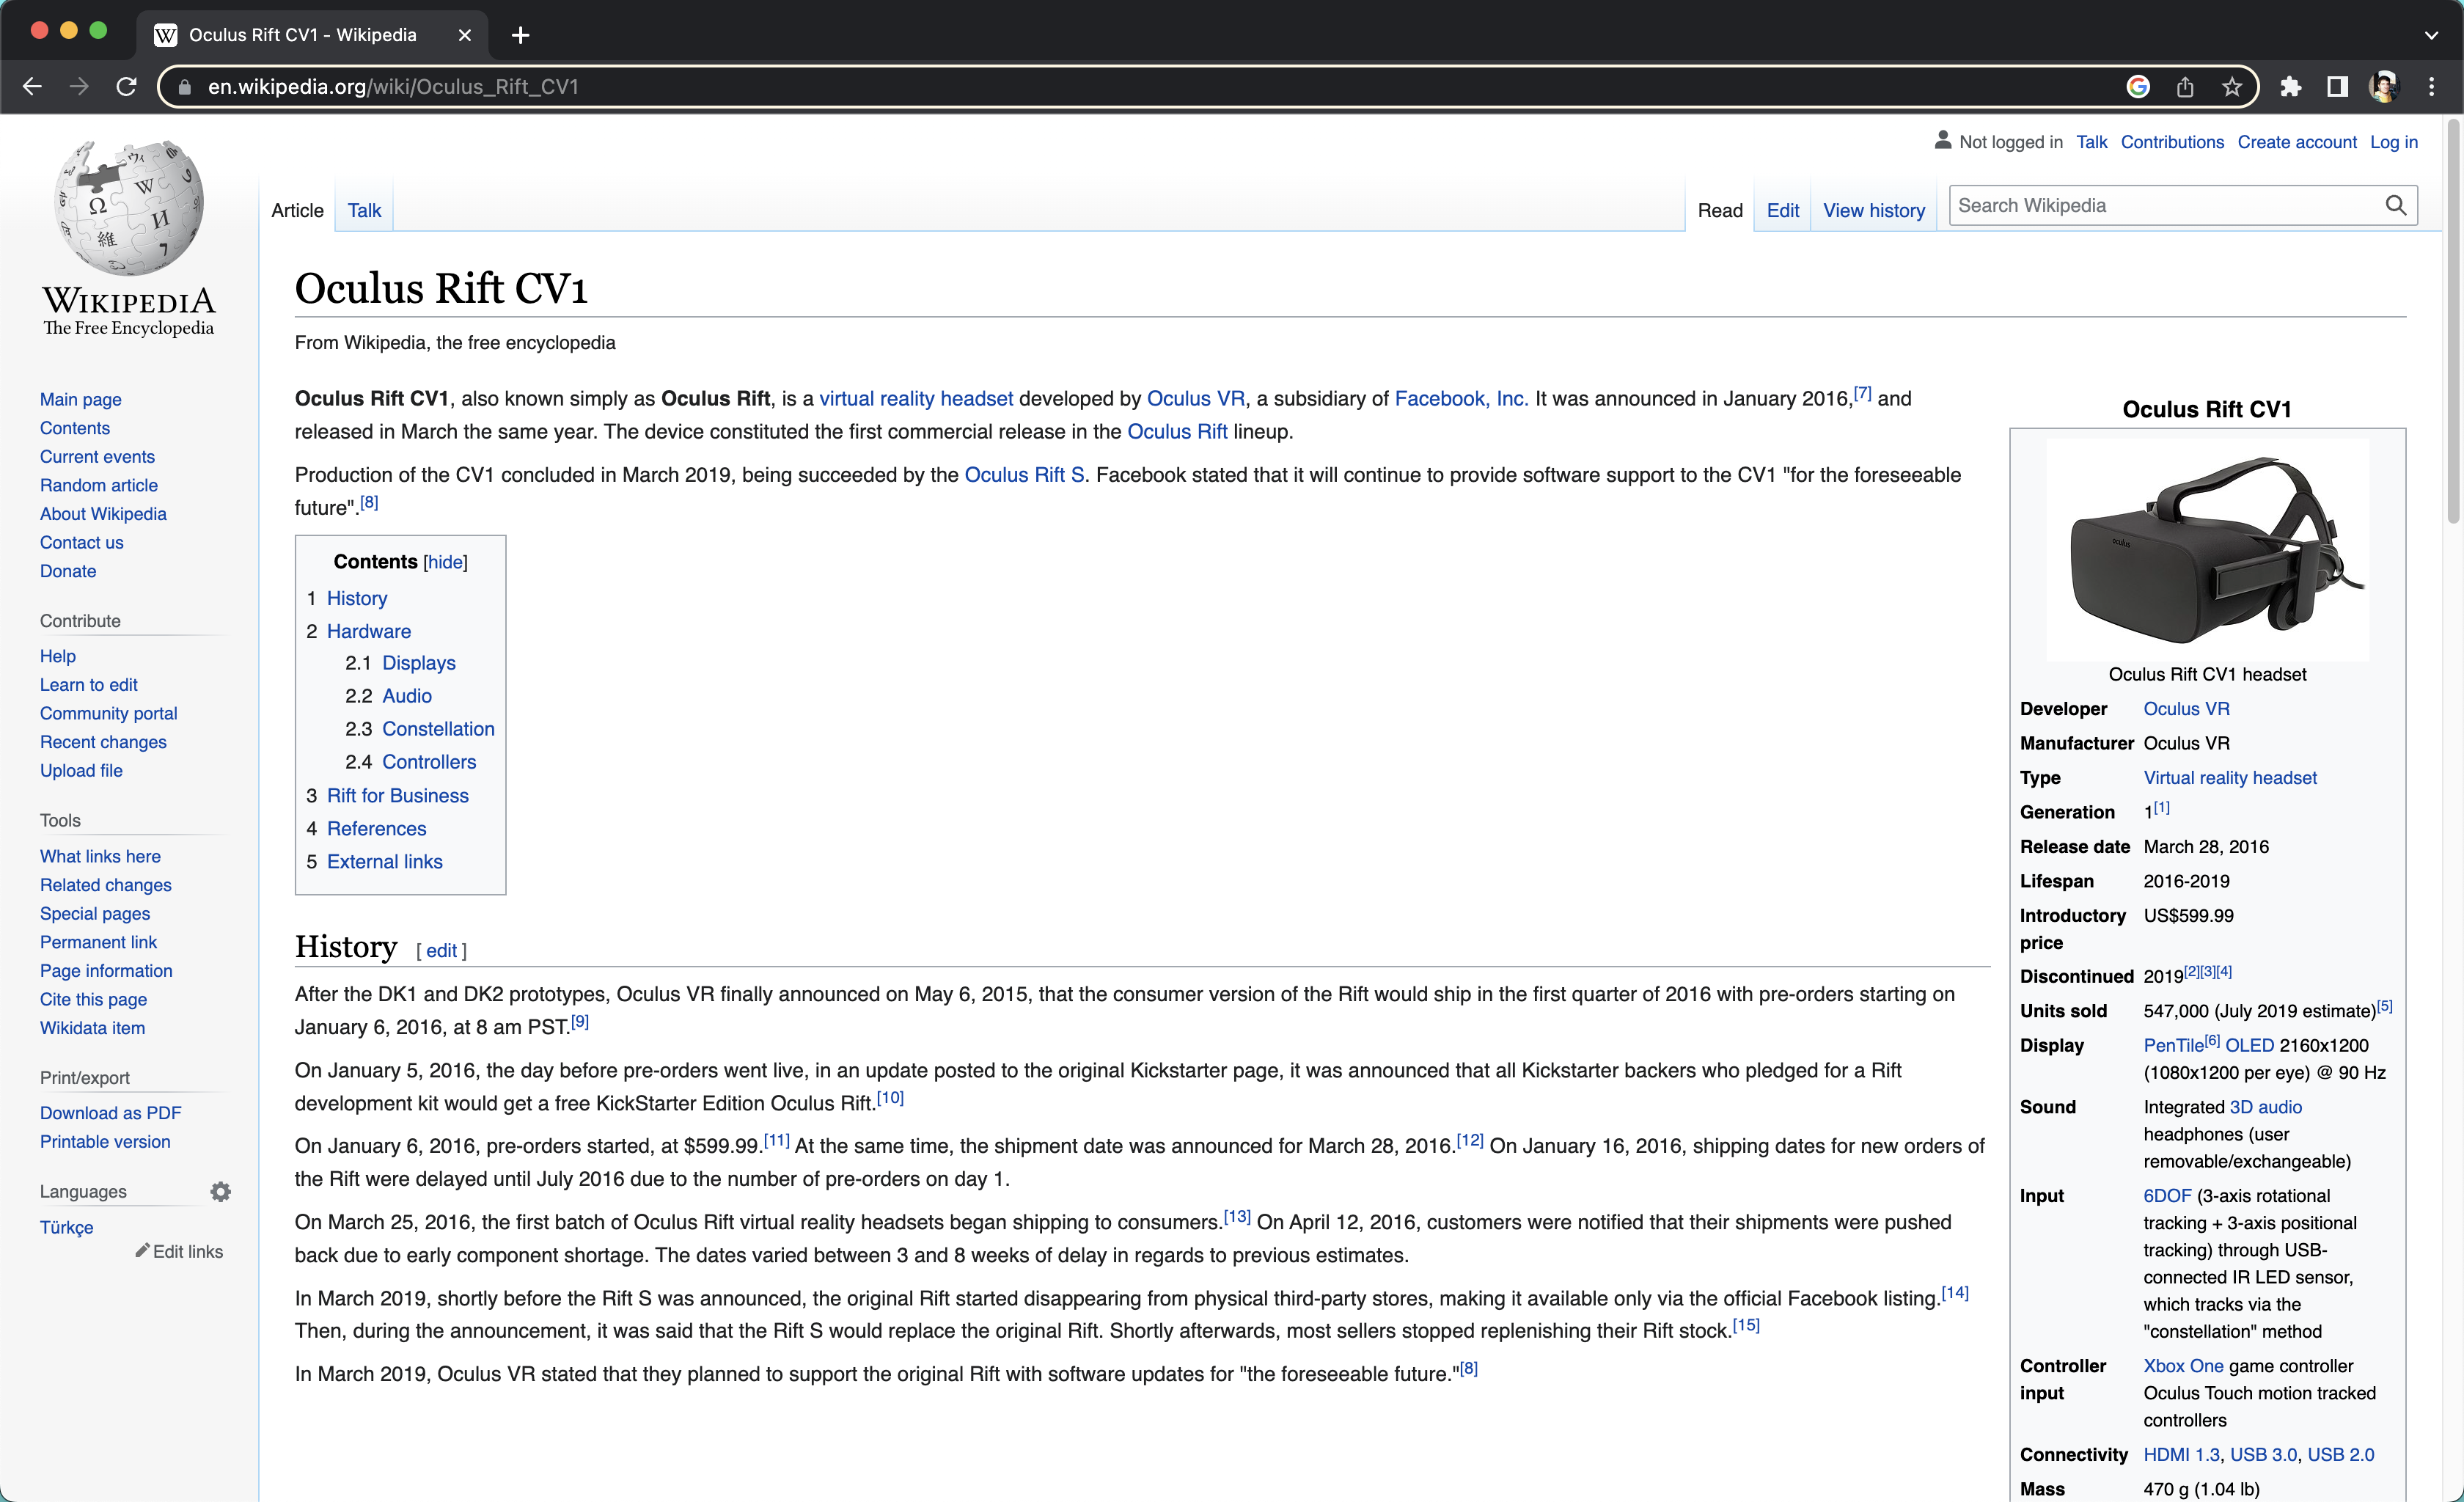 Oculus Rift CV1 - Wikipedia
en.wikipedia.org/wiki/Oculus_Rift_CV1
Not logged in Talk Contributions Create account Log in
Article Talk
Read Edit View history
Search Wikipedia
WIKIPEDIA
The Free Encyclopedia
Main page
Contents
Current events
Random article
About Wikipedia
Contact us
Donate
Contribute
Help
Learn to edit
Community portal
Recent changes
Upload file
Tools
What links here
Related changes
Special pages
Permanent link
Page information
Cite this page
Wikidata item
Print/export
Download as PDF
Printable version
Languages
Türkçe
Edit links
Oculus Rift CV1
From Wikipedia, the free encyclopedia
Oculus Rift CV1, also known simply as Oculus Rift, is a virtual reality headset developed by Oculus VR, a subsidiary of Facebook, Inc. It was announced in January 2016,[7] and
released in March the same year. The device constituted the first commercial release in the Oculus Rift lineup.
Production of the CV1 concluded in March 2019, being succeeded by the Oculus Rift S. Facebook stated that it will continue to provide software support to the CV1 "for the foreseeable
future".[8]
Contents [hide]
1 History
2 Hardware
2.1 Displays
2.2 Audio
2.3 Constellation
2.4 Controllers
3 Rift for Business
4 References
5 External links
History [ edit ]
After the DK1 and DK2 prototypes, Oculus VR finally announced on May 6, 2015, that the consumer version of the Rift would ship in the first quarter of 2016 with pre-orders starting on
January 6, 2016, at 8 am PST.[9]
On January 5, 2016, the day before pre-orders went live, in an update posted to the original Kickstarter page, it was announced that all Kickstarter backers who pledged for a Rift
development kit would get a free KickStarter Edition Oculus Rift.[10]
On January 6, 2016, pre-orders started, at $599.99.[11] At the same time, the shipment date was announced for March 28, 2016.[12] On January 16, 2016, shipping dates for new orders of
the Rift were delayed until July 2016 due to the number of pre-orders on day 1.
On March 25, 2016, the first batch of Oculus Rift virtual reality headsets began shipping to consumers.[13] On April 12, 2016, customers were notified that their shipments were pushed
back due to early component shortage. The dates varied between 3 and 8 weeks of delay in regards to previous estimates.
In March 2019, shortly before the Rift S was announced, the original Rift started disappearing from physical third-party stores, making it available only via the official Facebook listing.[14]
Then, during the announcement, it was said that the Rift S would replace the original Rift. Shortly afterwards, most sellers stopped replenishing their Rift stock.[15]
In March 2019, Oculus VR stated that they planned to support the original Rift with software updates for "the foreseeable future."[8]
Oculus Rift CV1
oculus
Oculus Rift CV1 headset
Developer Oculus VR
Manufacturer Oculus VR
Type Virtual reality headset
Generation 1[1]
Release date March 28, 2016
Lifespan 2016-2019
Introductory US$599.99
price
Discontinued 2019[2][3][4]
Units sold 547,000 (July 2019 estimate)[5]
Display PenTile[6] OLED 2160x1200
(1080x1200 per eye) @ 90 Hz
Sound Integrated 3D audio
headphones (user
removable/exchangeable)
Input 6DOF (3-axis rotational
tracking + 3-axis positional
tracking) through USB-
connected IR LED sensor,
which tracks via the
"constellation" method
Controller Xbox One game controller
input Oculus Touch motion tracked
controllers
Connectivity HDMI 1.3, USB 3.0, USB 2.0
Mass 470 g (1.04 lb)